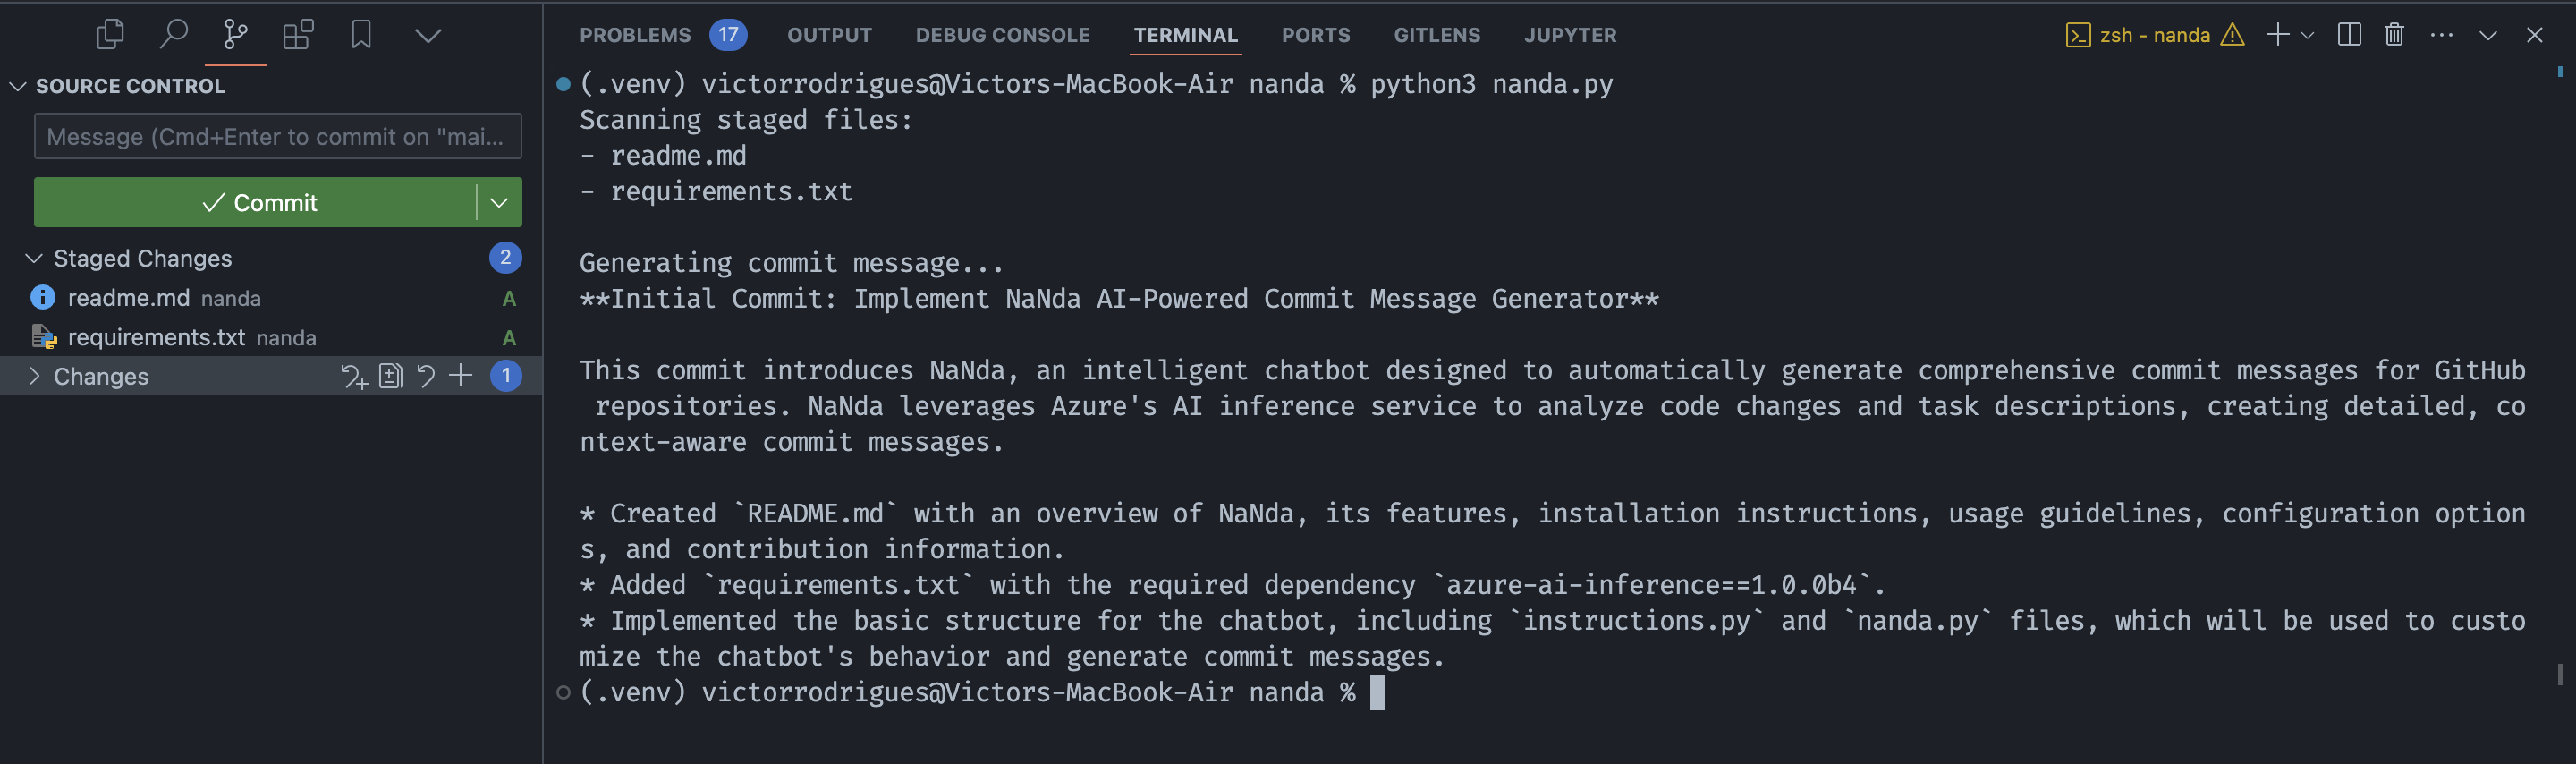 SOURCE CONTROL
Message (Cmd+Enter to commit on "mai...
Commit
Staged Changes 2
readme.md nanda A
requirements.txt nanda A
Changes 1
PROBLEMS 17 OUTPUT DEBUG CONSOLE TERMINAL PORTS GITLENS JUPYTER
zsh - nanda
(.venv) victorrodrigues@Victors-MacBook-Air nanda % python3 nanda.py
Scanning staged files:
- readme.md
- requirements.txt
Generating commit message...
**Initial Commit: Implement NaNda AI-Powered Commit Message Generator**
This commit introduces NaNda, an intelligent chatbot designed to automatically generate comprehensive commit messages for GitHub
repositories. NaNda leverages Azure's AI inference service to analyze code changes and task descriptions, creating detailed, co
ntext-aware commit messages.
* Created `README.md` with an overview of NaNda, its features, installation instructions, usage guidelines, configuration option
s, and contribution information.
* Added `requirements.txt` with the required dependency `azure-ai-inference==1.0.0b4`.
* Implemented the basic structure for the chatbot, including `instructions.py` and `nanda.py` files, which will be used to custo
mize the chatbot's behavior and generate commit messages.
(.venv) victorrodrigues@Victors-MacBook-Air nanda %